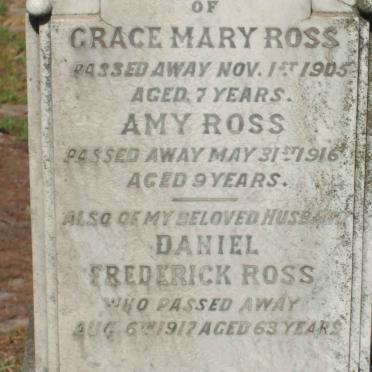 OF
GRACE MARY ROSS
PASSED AWAY NOV. 1ST 1905
AGED 7 YEARS.
AMY ROSS
PASSED AWAY MAY 31ST 1916
AGED 9 YEARS.
ALSO OF MY BELOVED HUSBAND
DANIEL
FREDERICK ROSS
WHO PASSED AWAY
AUG. 6TH 1917 AGED 63 YEARS